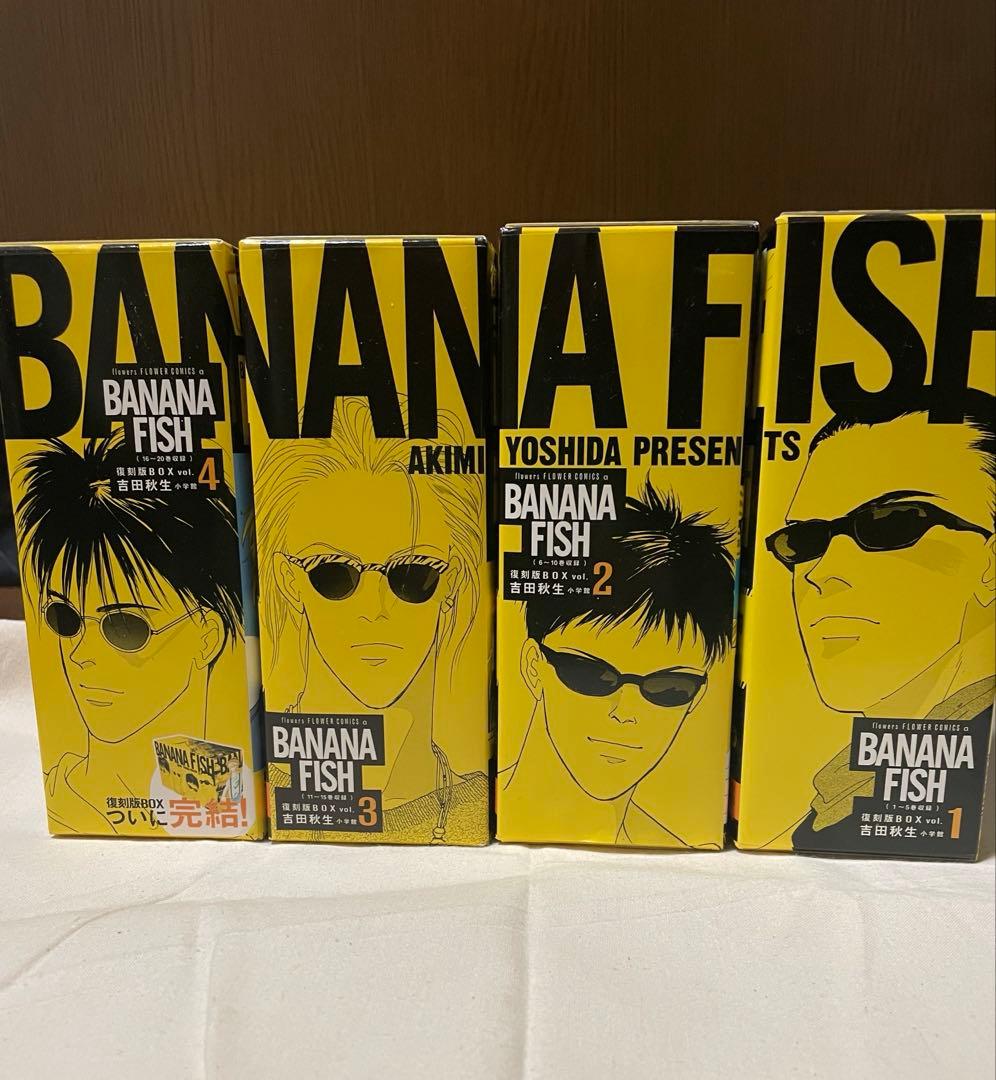 BANANA FISH
AKIMI YOSHIDA PRESENTS
flowers FLOWER COMICS α
BANANA
FISH
(16〜20巻収録)
復刻版BOX vol.
吉田秋生 小学館 4
BANANA FISH
復刻版BOX
ついに完結!
flowers FLOWER COMICS α
BANANA
FISH
(11〜15巻収録)
復刻版BOX vol.
吉田秋生 小学館 3
flowers FLOWER COMICS α
BANANA
FISH
(6〜10巻収録)
復刻版BOX vol.
吉田秋生 小学館 2
flowers FLOWER COMICS α
BANANA
FISH
(1〜5巻収録)
復刻版BOX vol.
吉田秋生 小学館 1